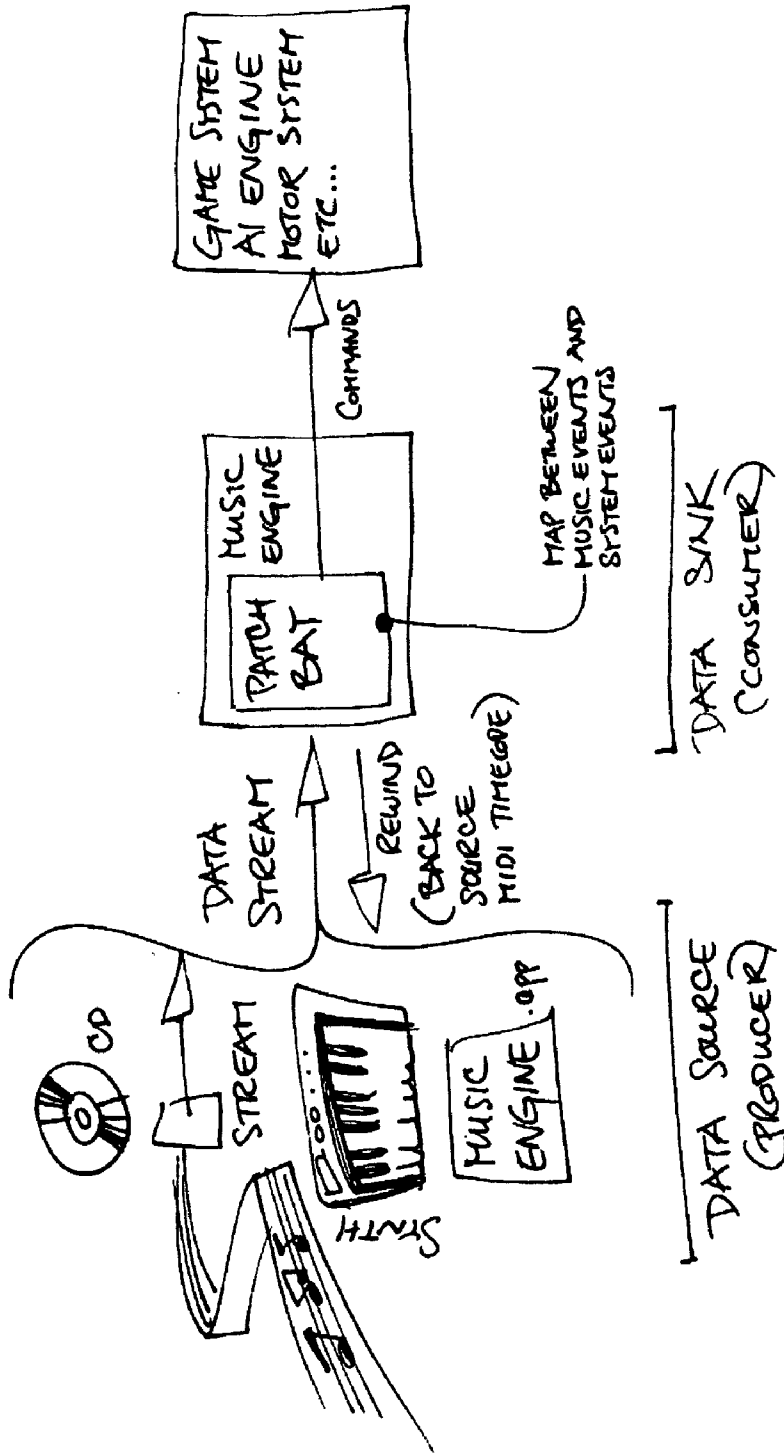 CD
STREAM
SYNTH
MUSIC
ENGINE .app
DATA SOURCE
(PRODUCER)
DATA
STREAM
REWIND
(BACK TO
SOURCE
MIDI TIMECODE)
MUSIC
ENGINE
PATCH
BAY
MAP BETWEEN
MUSIC EVENTS AND
SYSTEM EVENTS
DATA SINK
(CONSUMER)
COMMANDS
GAME SYSTEM
AI ENGINE
MOTOR SYSTEM
ETC...